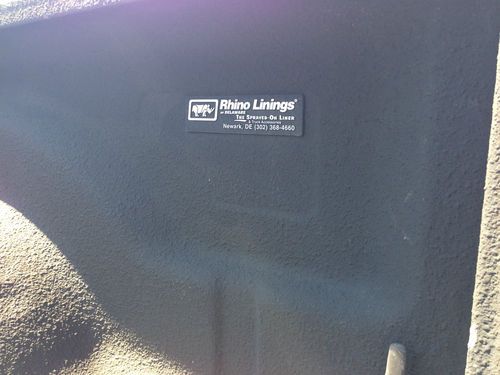 Rhino Linings®
OF DELAWARE
THE SPRAYED-ON LINER
& Truck Accessories
Newark, DE (302) 368-4660